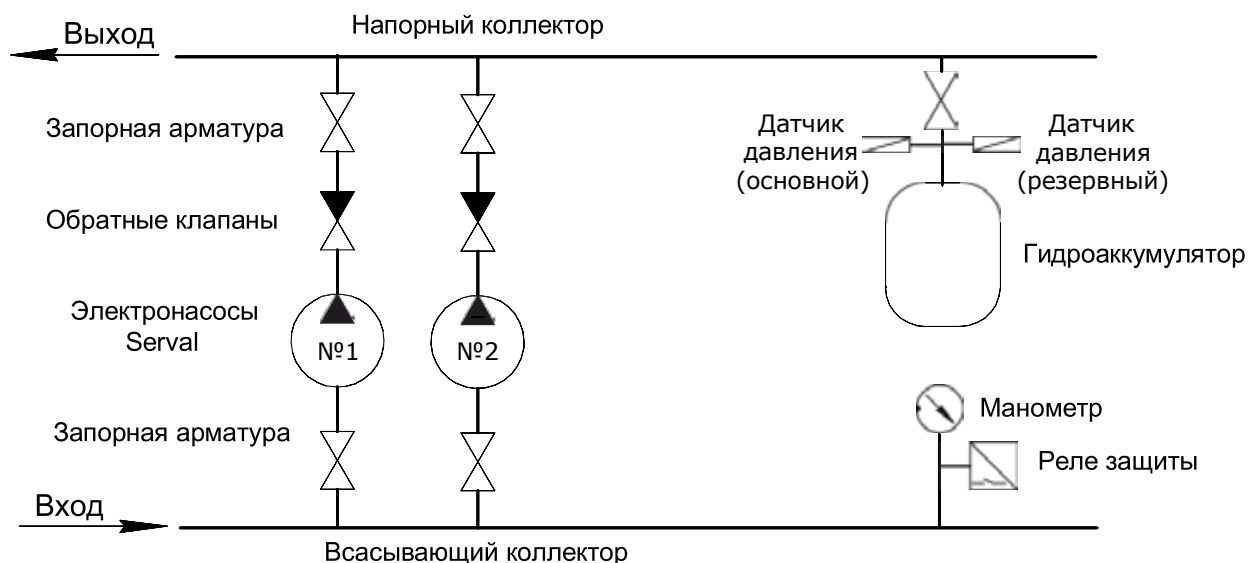 Выход
Напорный коллектор
Запорная арматура
Датчик
давления
(основной)
Датчик
давления
(резервный)
Обратные клапаны
Гидроаккумулятор
Электронасосы
Serval
№1
№2
Манометр
Запорная арматура
Реле защиты
Вход
Всасывающий коллектор